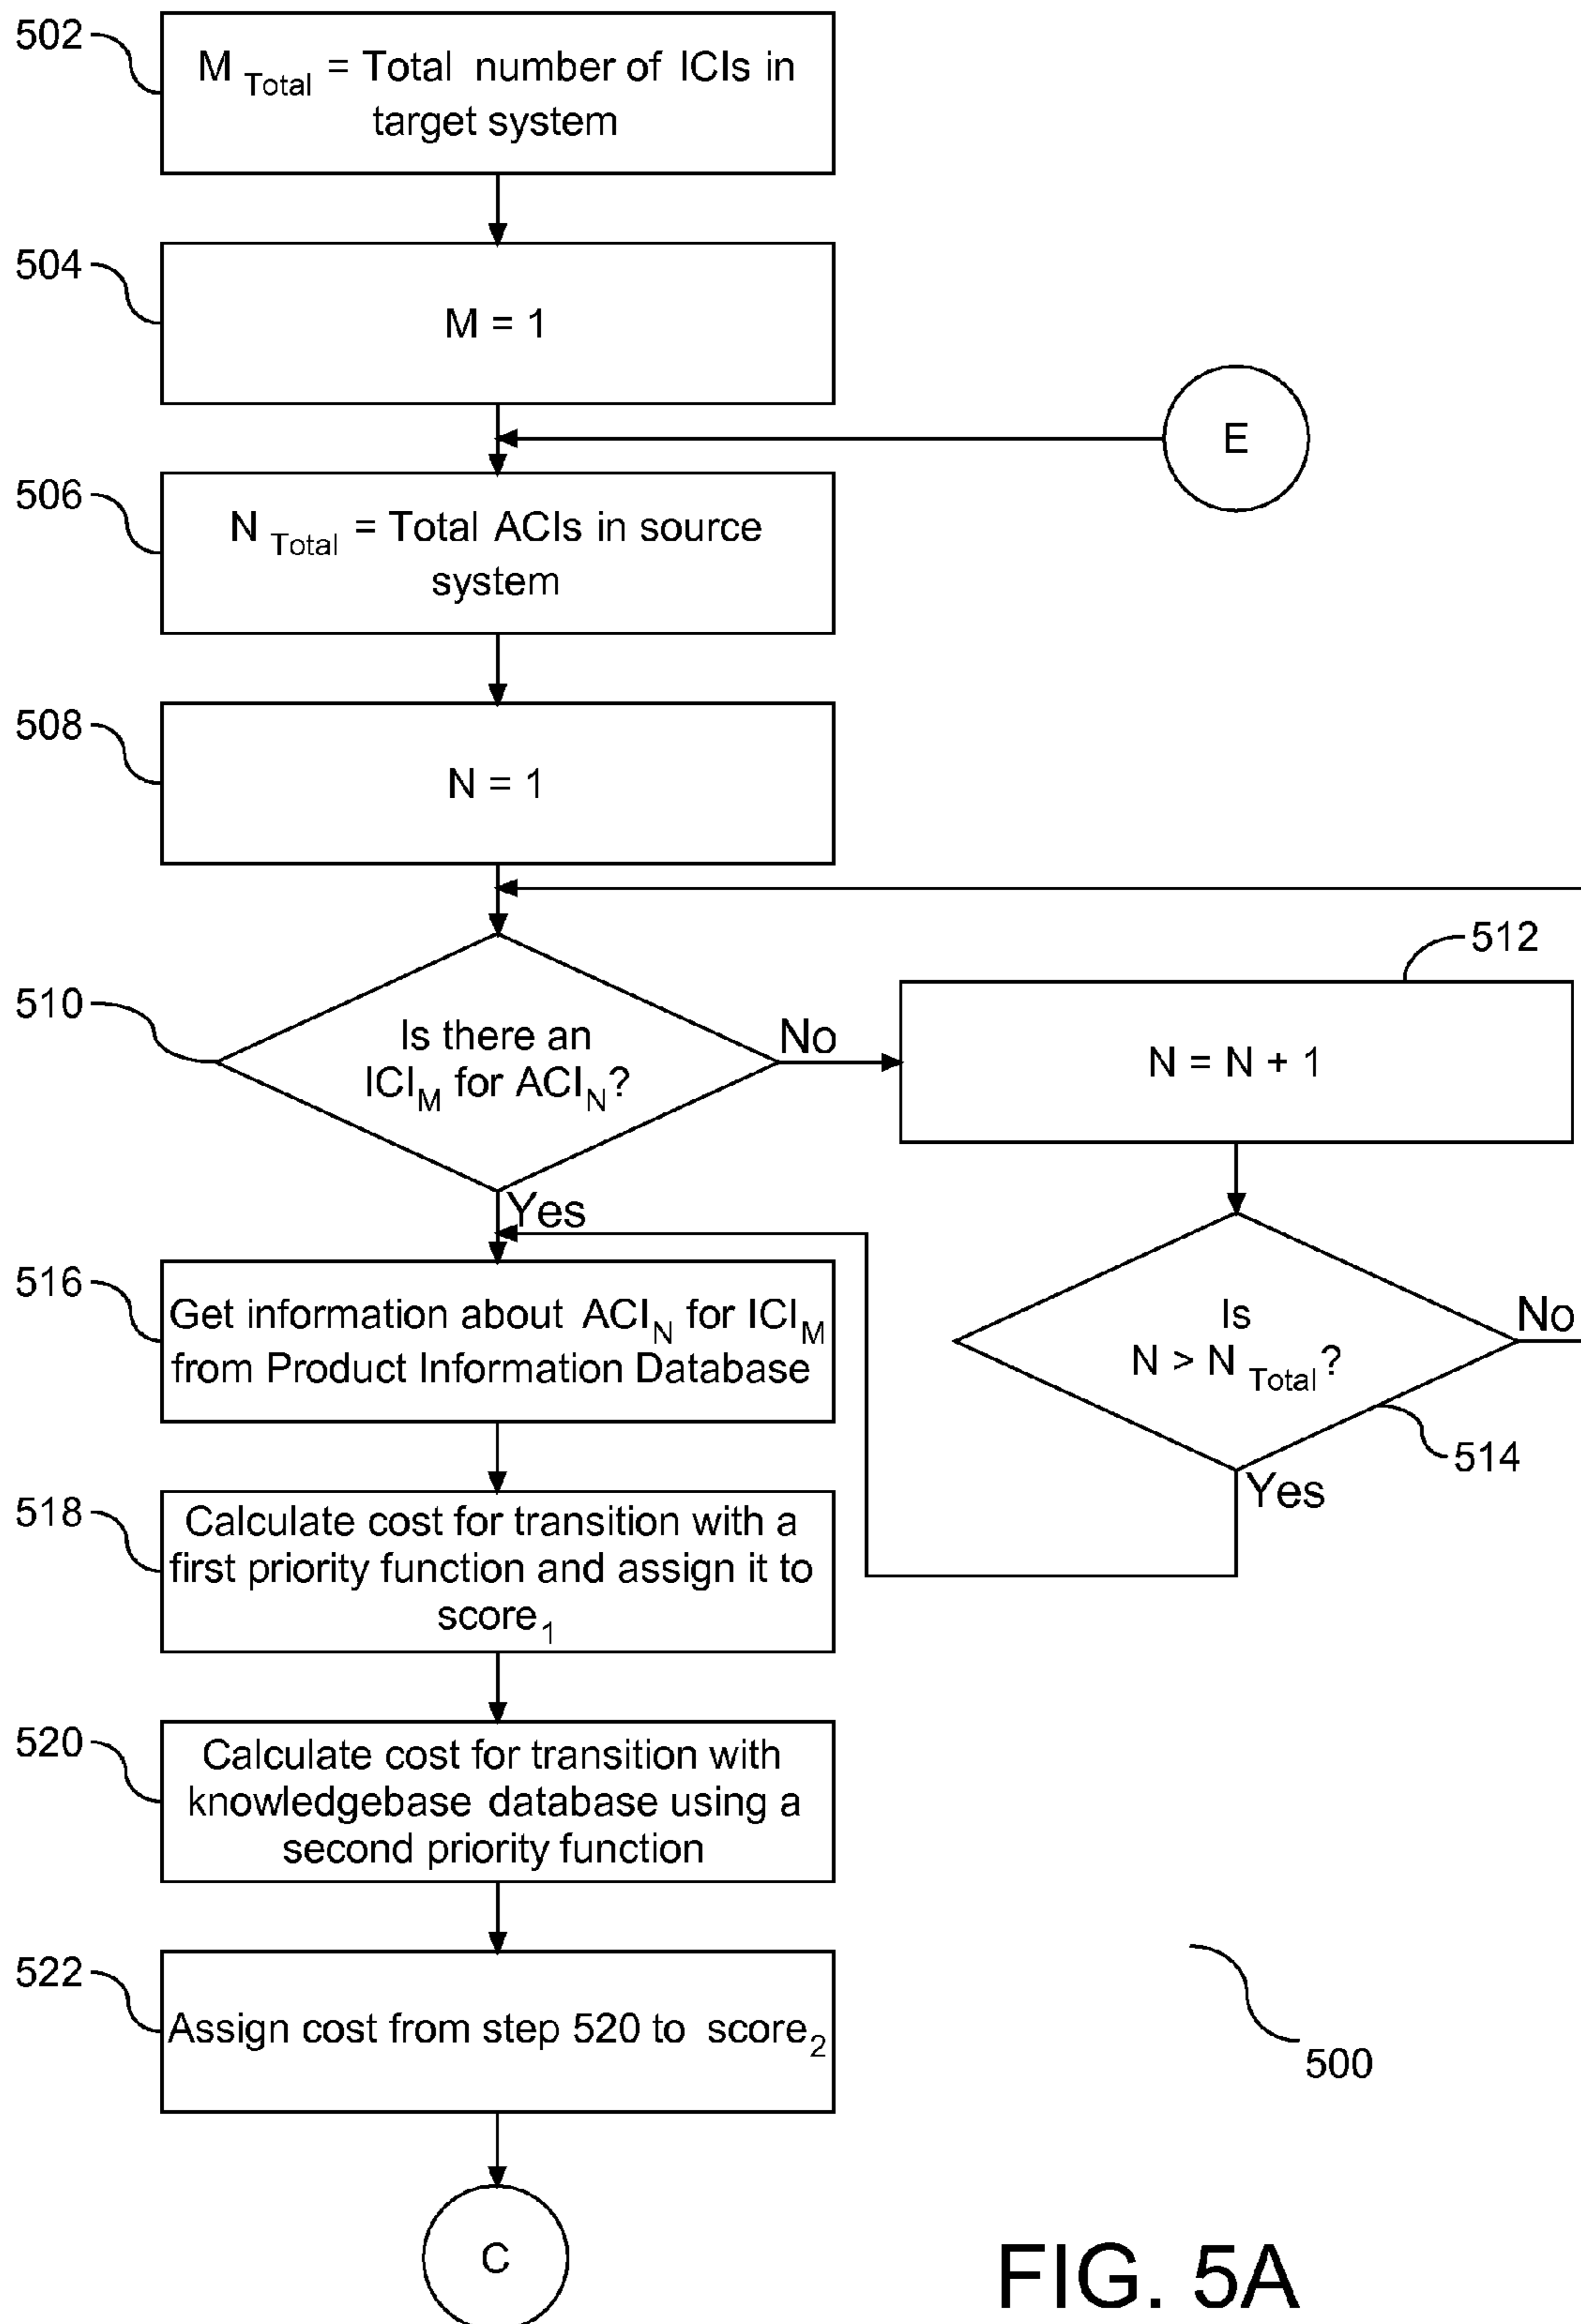 502
M Total = Total number of ICIs in
target system
504
M = 1
E
506
N Total = Total ACIs in source
system
508
N = 1
512
510
Is there an
ICIM for ACIN?
No
N = N + 1
Yes
516
Get information about ACIN for ICIM
from Product Information Database
Is
N > N Total?
No
514
Yes
518
Calculate cost for transition with a
first priority function and assign it to
score1
520
Calculate cost for transition with
knowledgebase database using a
second priority function
522
Assign cost from step 520 to score2
500
C
FIG. 5A